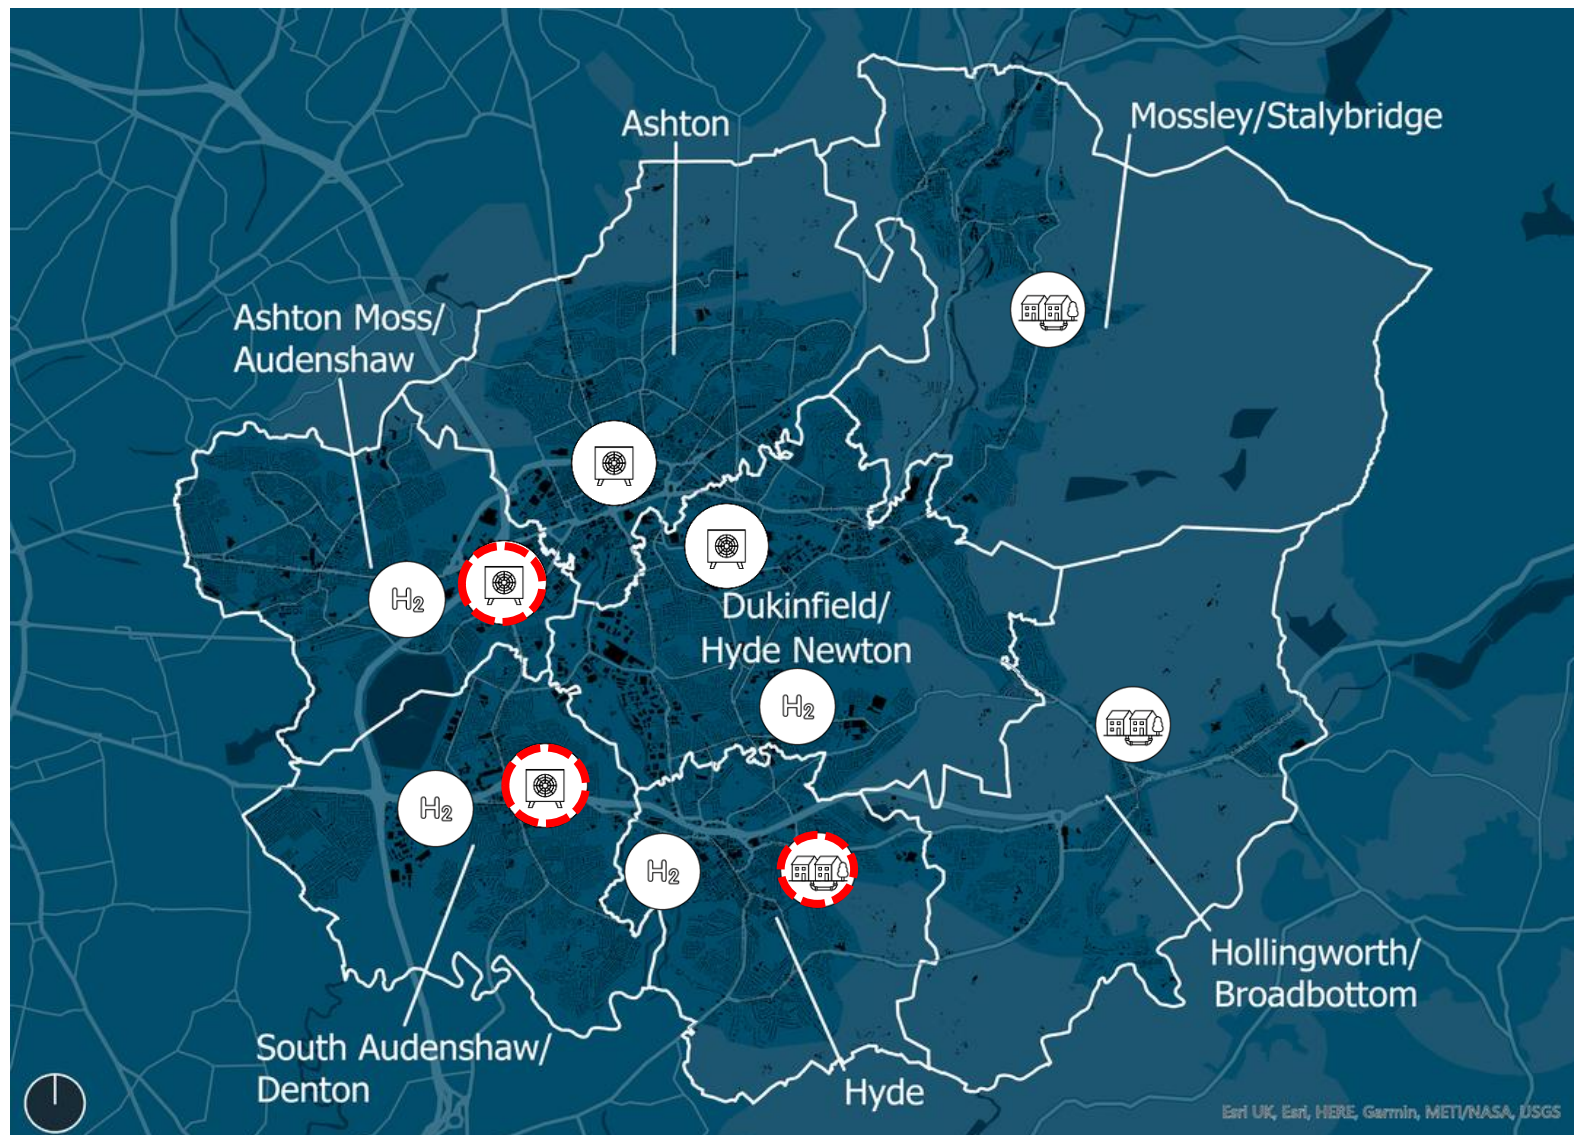 Ashton
Mossley/Stalybridge
Ashton Moss/
Audenshaw
Dukinfield/
Hyde Newton
H2
H2
H2
H2
Hollingworth/
Broadbottom
South Audenshaw/
Denton
Hyde
Esri UK, Esri, HERE, Garmin, METI/NASA, USGS